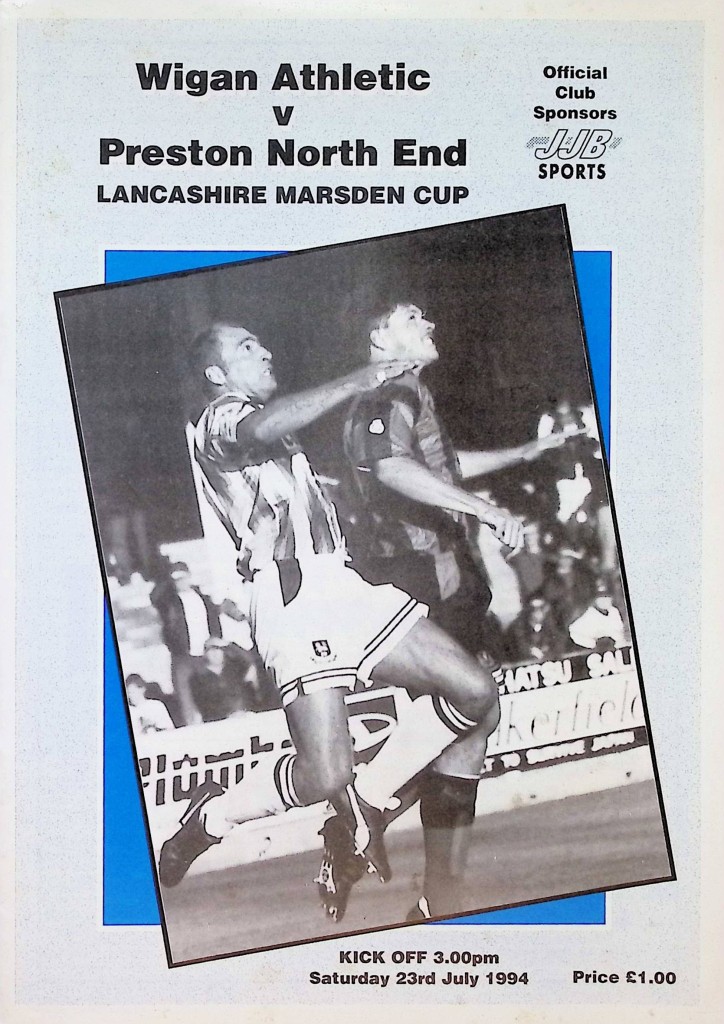 Wigan Athletic
v
Preston North End
LANCASHIRE MARSDEN CUP
Official
Club
Sponsors
JJB
SPORTS
KICK OFF 3.00pm
Saturday 23rd July 1994
Price £1.00